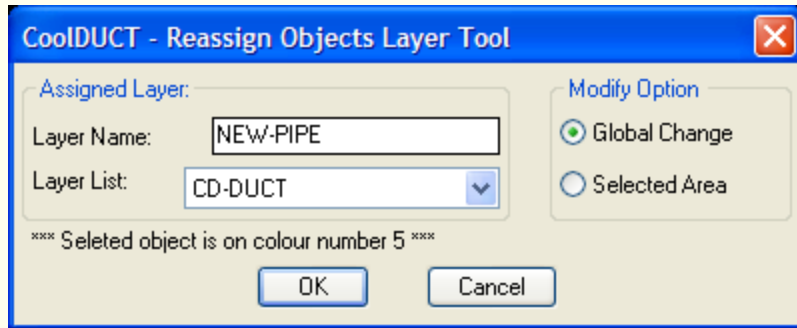 CoolDUCT - Reassign Objects Layer Tool
Assigned Layer:
Layer Name: NEW-PIPE
Layer List: CD-DUCT
Modify Option
Global Change
Selected Area
*** Seleted object is on colour number 5 ***
OK Cancel